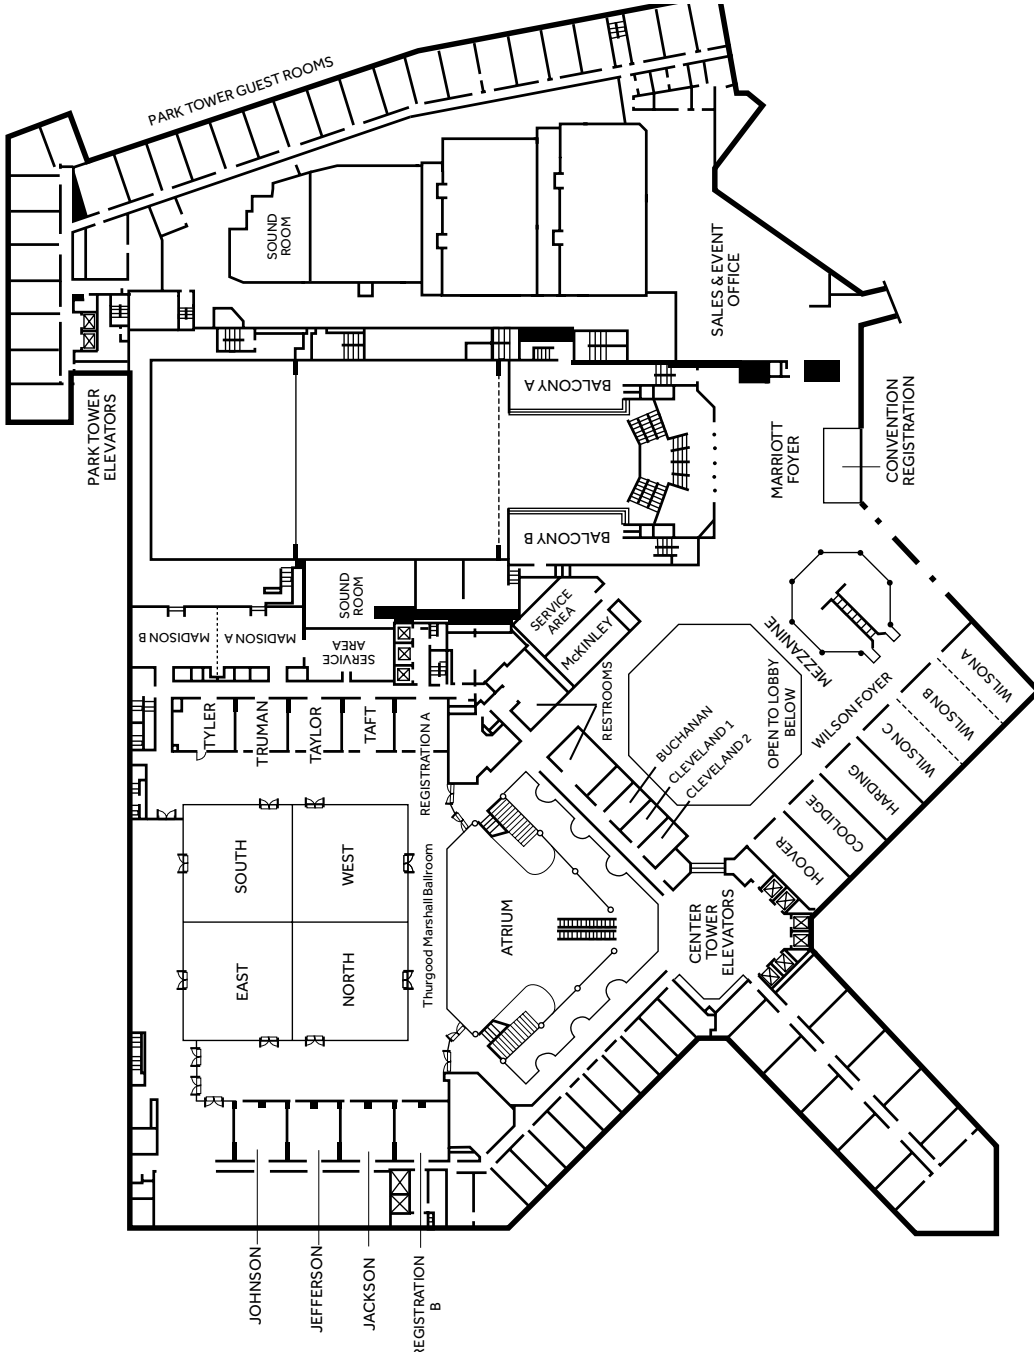 PARK TOWER GUEST ROOMS
SOUND
ROOM
SALES & EVENT
OFFICE
PARK TOWER
ELEVATORS
BALCONY A
MARRIOTT
FOYER
CONVENTION
REGISTRATION
BALCONY B
SOUND
ROOM
SERVICE
AREA
MADISON B
MADISON A
SERVICE
AREA
McKINLEY
MEZZANINE
RESTROOMS
WILSON A
WILSON B
WILSON C
WILSON FOYER
TYLER
TRUMAN
TAYLOR
TAFT
REGISTRATION A
BUCHANAN
CLEVELAND 1
CLEVELAND 2
OPEN TO LOBBY
BELOW
HARDING
COOLIDGE
HOOVER
SOUTH
WEST
EAST
NORTH
Thurgood Marshall Ballroom
ATRIUM
CENTER
TOWER
ELEVATORS
JOHNSON
JEFFERSON
JACKSON
REGISTRATION
B